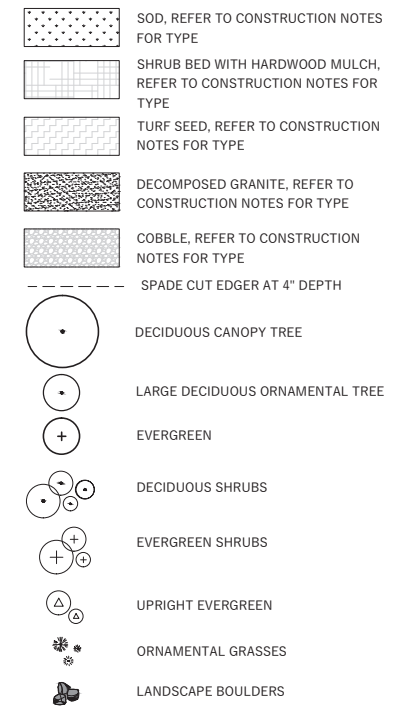 SOD, REFER TO CONSTRUCTION NOTES
FOR TYPE
SHRUB BED WITH HARDWOOD MULCH,
REFER TO CONSTRUCTION NOTES FOR
TYPE
TURF SEED, REFER TO CONSTRUCTION
NOTES FOR TYPE
DECOMPOSED GRANITE, REFER TO
CONSTRUCTION NOTES FOR TYPE
COBBLE, REFER TO CONSTRUCTION
NOTES FOR TYPE
SPADE CUT EDGER AT 4" DEPTH
DECIDUOUS CANOPY TREE
LARGE DECIDUOUS ORNAMENTAL TREE
EVERGREEN
DECIDUOUS SHRUBS
EVERGREEN SHRUBS
UPRIGHT EVERGREEN
ORNAMENTAL GRASSES
LANDSCAPE BOULDERS